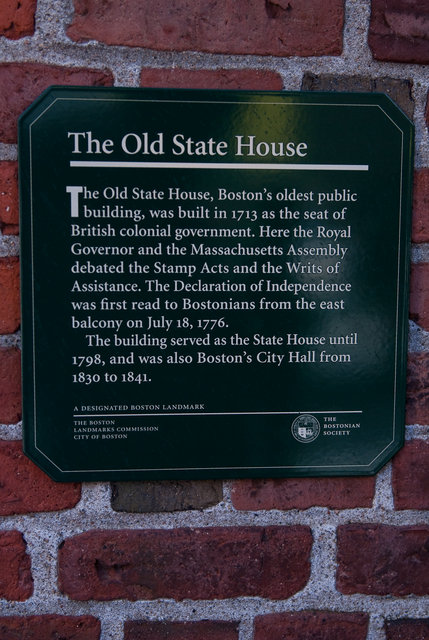 The Old State House
The Old State House, Boston's oldest public
building, was built in 1713 as the seat of
British colonial government. Here the Royal
Governor and the Massachusetts Assembly
debated the Stamp Acts and the Writs of
Assistance. The Declaration of Independence
was first read to Bostonians from the east
balcony on July 18, 1776.
The building served as the State House until
1798, and was also Boston's City Hall from
1830 to 1841.
A DESIGNATED BOSTON LANDMARK
THE BOSTON
LANDMARKS COMMISSION
CITY OF BOSTON
THE
BOSTONIAN
SOCIETY